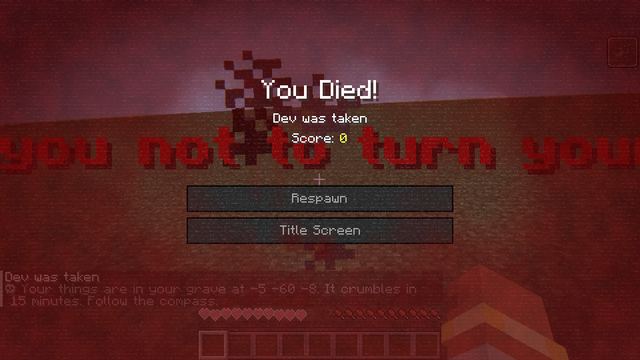 You Died!
Dev was taken
Score: 0
you not to turn you
Respawn
Title Screen
Dev was taken
Your things are in your grave at -5 -60 -8. It crumbles in
15 minutes. Follow the compass.